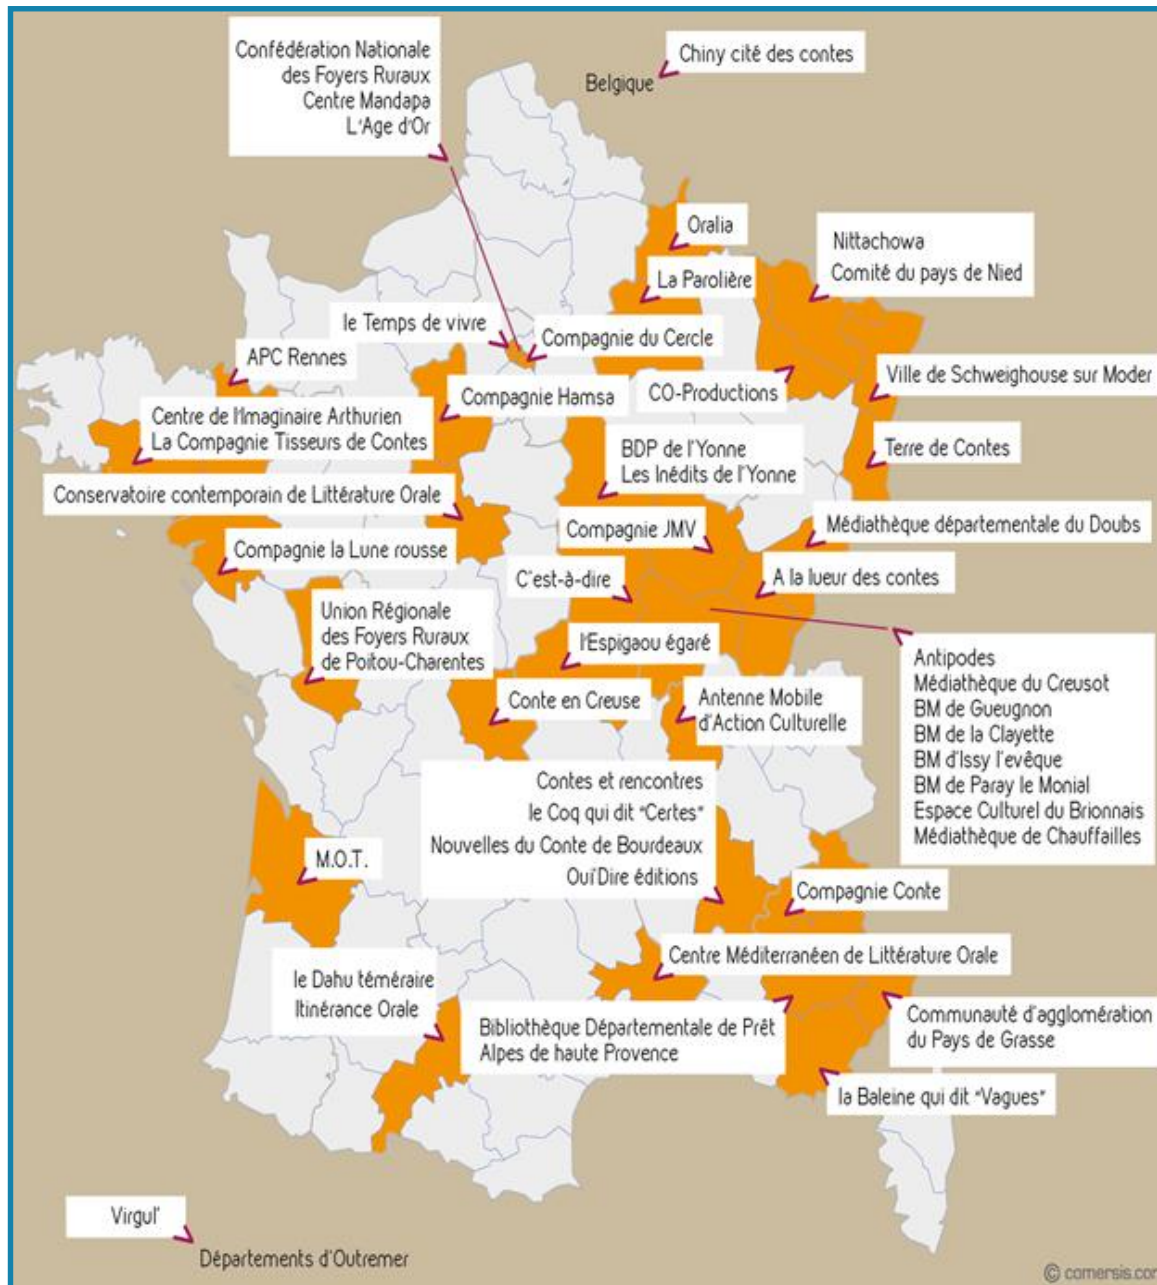 Confédération Nationale
des Foyers Ruraux
Centre Mandapa
L'Age d'Or
Chiny cité des contes
Belgique
Oralia
Nittachowa
Comité du pays de Nied
La Parolière
le Temps de vivre
Compagnie du Cercle
APC Rennes
CO-Productions
Ville de Schweighouse sur Moder
Compagnie Hamsa
Centre de l'Imaginaire Arthurien
La Compagnie Tisseurs de Contes
BDP de l'Yonne
Les Inédits de l'Yonne
Terre de Contes
Conservatoire contemporain de Littérature Orale
Compagnie JMV
Médiathèque départementale du Doubs
Compagnie la Lune rousse
C'est-à-dire
A la lueur des contes
Union Régionale
des Foyers Ruraux
de Poitou-Charentes
l'Espigaou égaré
Conte en Creuse
Antenne Mobile
d'Action Culturelle
Antipodes
Médiathèque du Creusot
BM de Gueugnon
BM de la Clayette
BM d'Issy l'evêque
BM de Paray le Monial
Espace Culturel du Brionnais
Médiathèque de Chauffailles
Contes et rencontres
le Coq qui dit "Certes"
Nouvelles du Conte de Bourdeaux
Oui'Dire éditions
M.O.T.
Compagnie Conte
Centre Méditerranéen de Littérature Orale
le Dahu téméraire
Itinérance Orale
Bibliothèque Départementale de Prêt
Alpes de haute Provence
Communauté d'agglomération
du Pays de Grasse
la Baleine qui dit "Vagues"
Virgul'
Départements d'Outremer
© comersis.com